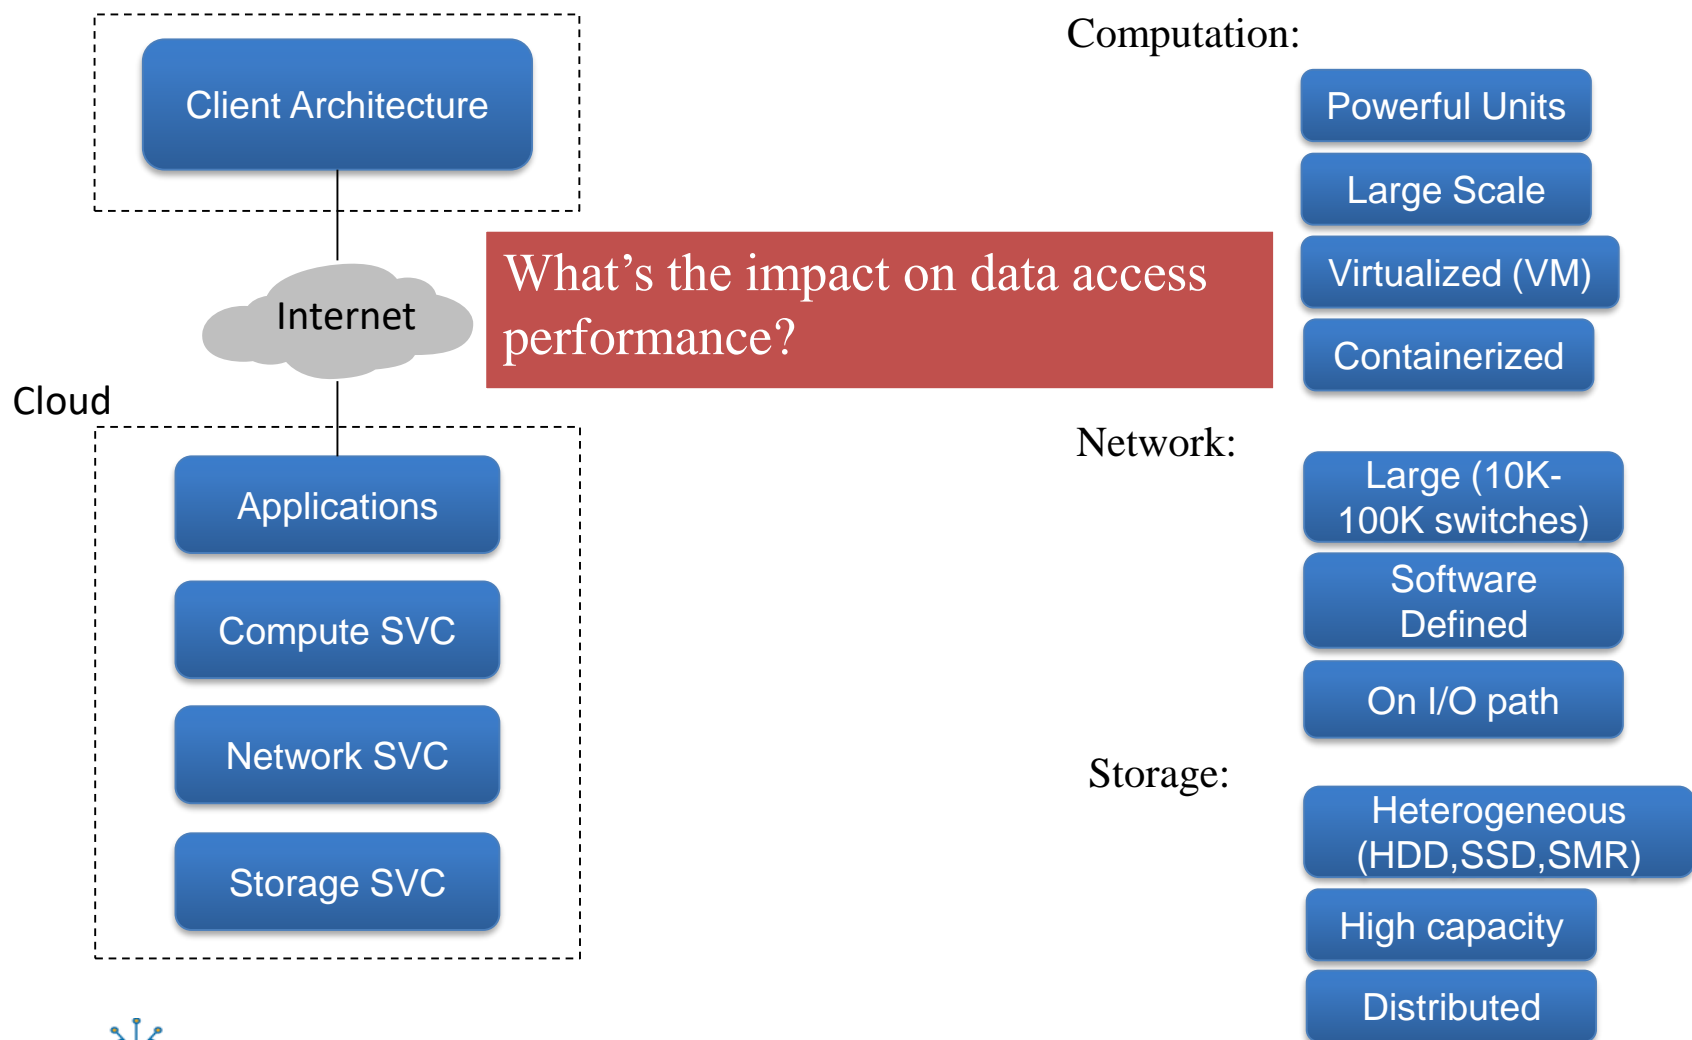 Client Architecture
Internet
Cloud
Applications
Compute SVC
Network SVC
Storage SVC
What’s the impact on data access
performance?
Computation:
Powerful Units
Large Scale
Virtualized (VM)
Containerized
Network:
Large (10K-
100K switches)
Software
Defined
On I/O path
Storage:
Heterogeneous
(HDD,SSD,SMR)
High capacity
Distributed